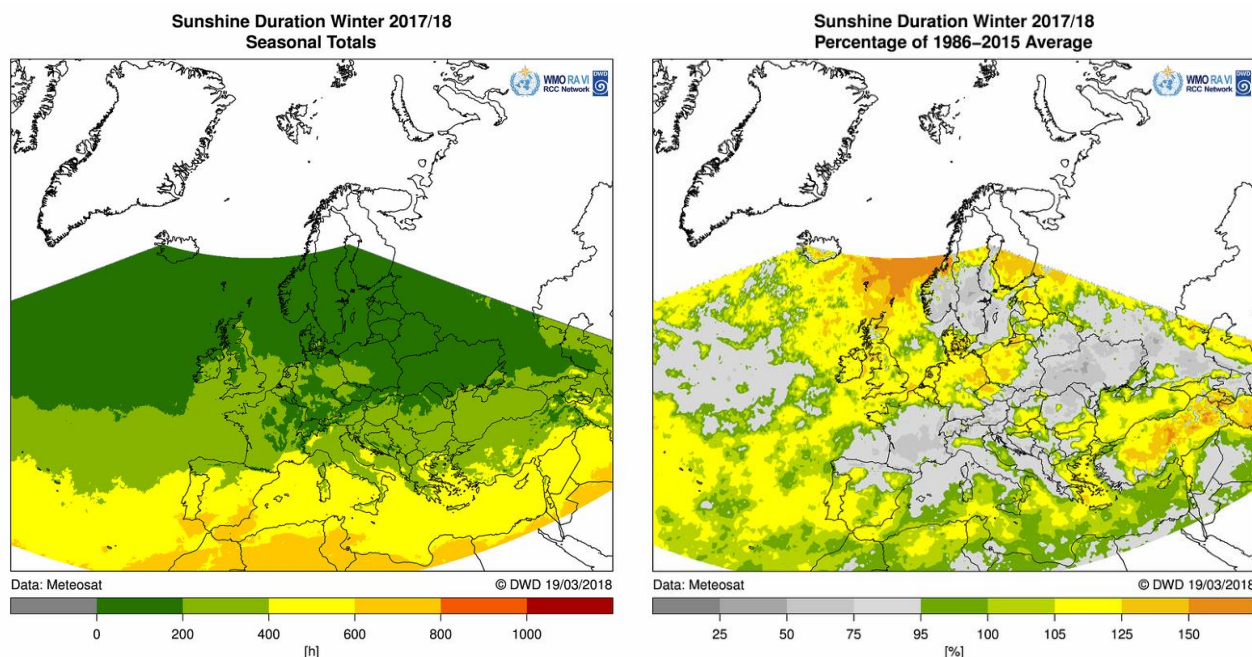 Sunshine Duration Winter 2017/18
Seasonal Totals
WMO RA VI
RCC Network
DWD
Data: Meteosat
© DWD 19/03/2018
0 200 400 600 800 1000
[h]
Sunshine Duration Winter 2017/18
Percentage of 1986−2015 Average
WMO RA VI
RCC Network
DWD
Data: Meteosat
© DWD 19/03/2018
25 50 75 95 100 105 125 150
[%]